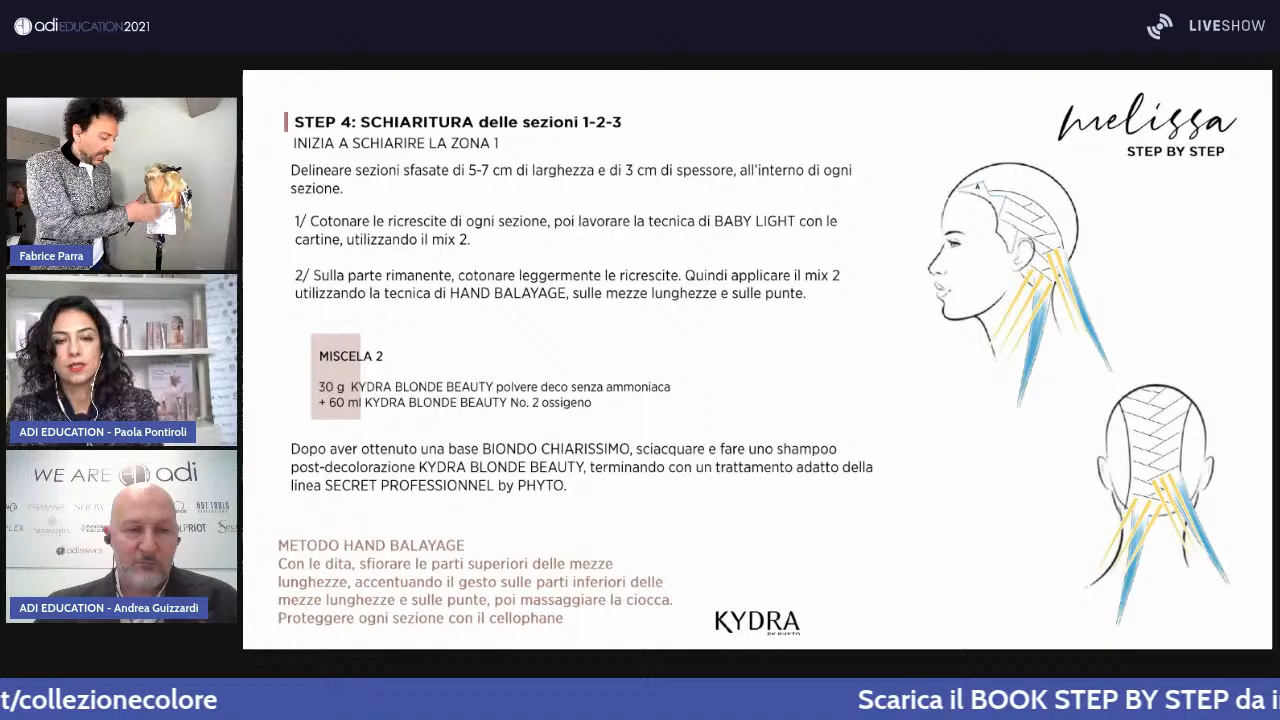 adi EDUCATION 2021
LIVESHOW
Fabrice Parra
ADI EDUCATION - Paola Pontiroli
WE ARE adi
FRAMAR
SHOW
HOT TOOLS
adiservice
ADI EDUCATION - Andrea Guizzardi
STEP 4: SCHIARITURA delle sezioni 1-2-3
INIZIA A SCHIARIRE LA ZONA 1
Delineare sezioni sfasate di 5-7 cm di larghezza e di 3 cm di spessore, all'interno di ogni
sezione.
1/ Cotonare le ricrescite di ogni sezione, poi lavorare la tecnica di BABY LIGHT con le
cartine, utilizzando il mix 2.
2/ Sulla parte rimanente, cotonare leggermente le ricrescite. Quindi applicare il mix 2
utilizzando la tecnica di HAND BALAYAGE, sulle mezze lunghezze e sulle punte.
MISCELA 2
30 g KYDRA BLONDE BEAUTY polvere deco senza ammoniaca
+ 60 ml KYDRA BLONDE BEAUTY No. 2 ossigeno
Dopo aver ottenuto una base BIONDO CHIARISSIMO, sciacquare e fare uno shampoo
post-decolorazione KYDRA BLONDE BEAUTY, terminando con un trattamento adatto della
linea SECRET PROFESSIONNEL by PHYTO.
METODO HAND BALAYAGE
Con le dita, sfiorare le parti superiori delle mezze
lunghezze, accentuando il gesto sulle parti inferiori delle
mezze lunghezze e sulle punte, poi massaggiare la ciocca.
Proteggere ogni sezione con il cellophane
KYDRA
BY PHYTO
melissa
STEP BY STEP
A
t/collezionecolore
Scarica il BOOK STEP BY STEP da i